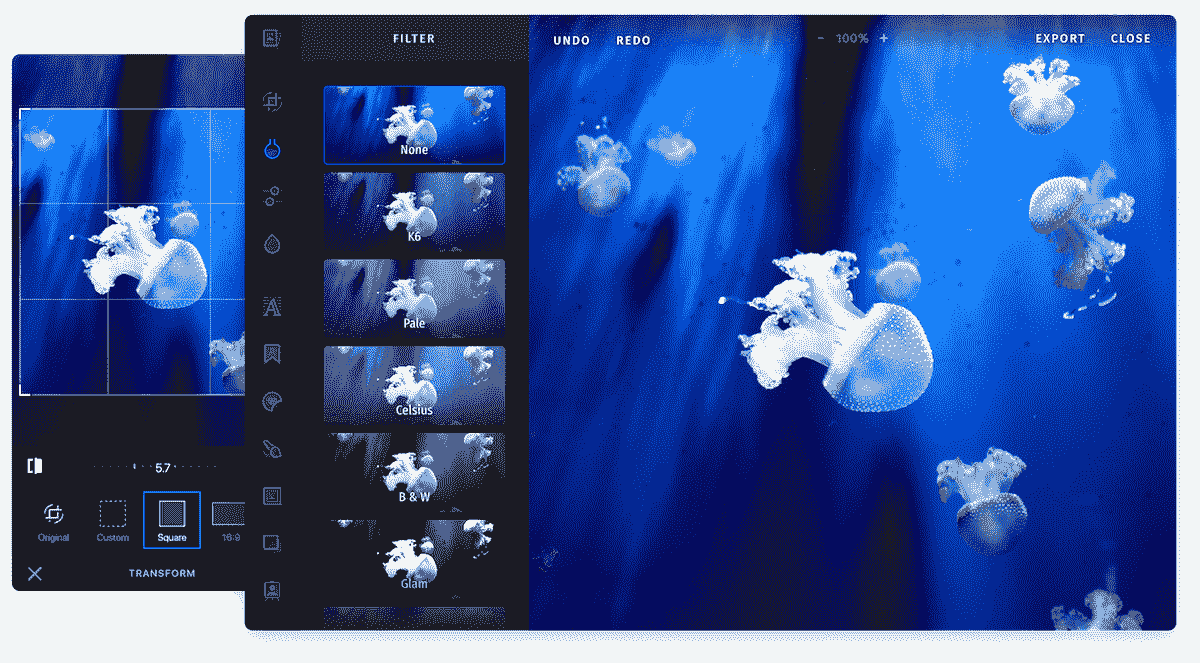 FILTER
UNDO
REDO
- 100% +
EXPORT
CLOSE
None
K6
Pale
Celsius
B & W
Glam
5.7
Original
Custom
Square
16:9
TRANSFORM